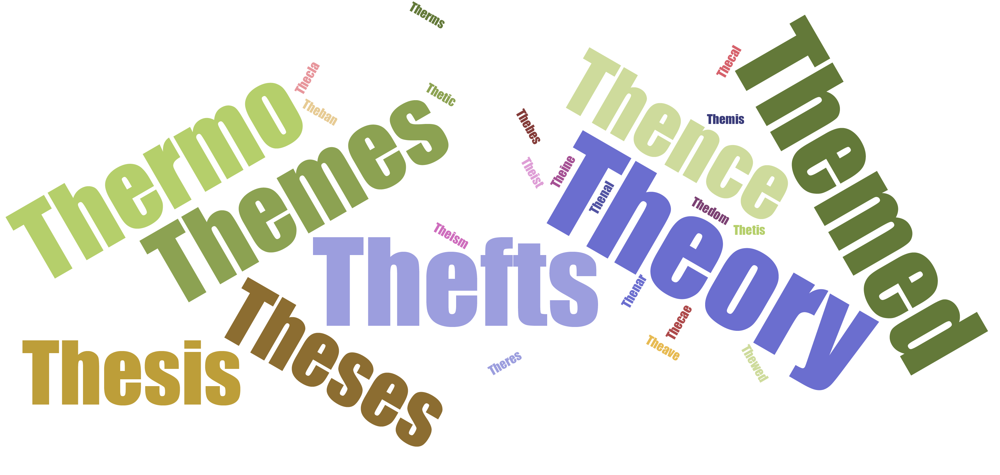 Therms
Themed
Thence
Thecal
Thecla
Thermo
Thetic
Theban
Themes
Thebes
Themis
Theory
Theist
Theine
Thenal
Thedom
Theism
Thetis
Thefts
Thenar
Theses
Thecae
Theave
Thesis
Thewed
Theres